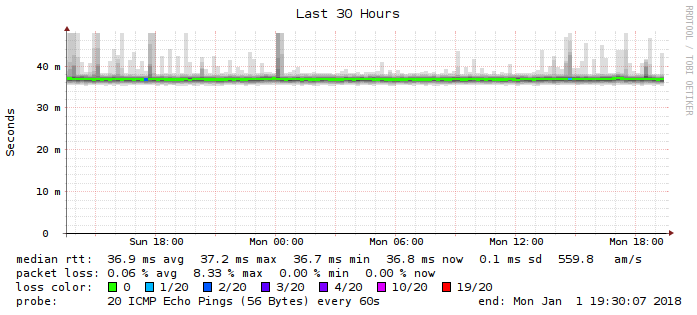 Last 30 Hours
RRDTOOL / TOBI OETIKER
Seconds
40 m
30 m
20 m
10 m
0
Sun 18:00 Mon 00:00 Mon 06:00 Mon 12:00 Mon 18:00
median rtt: 36.9 ms avg 37.2 ms max 36.7 ms min 36.8 ms now 0.1 ms sd 559.8 am/s
packet loss: 0.06 % avg 8.33 % max 0.00 % min 0.00 % now
loss color: 0 1/20 2/20 3/20 4/20 10/20 19/20
probe: 20 ICMP Echo Pings (56 Bytes) every 60s end: Mon Jan 1 19:30:07 2018